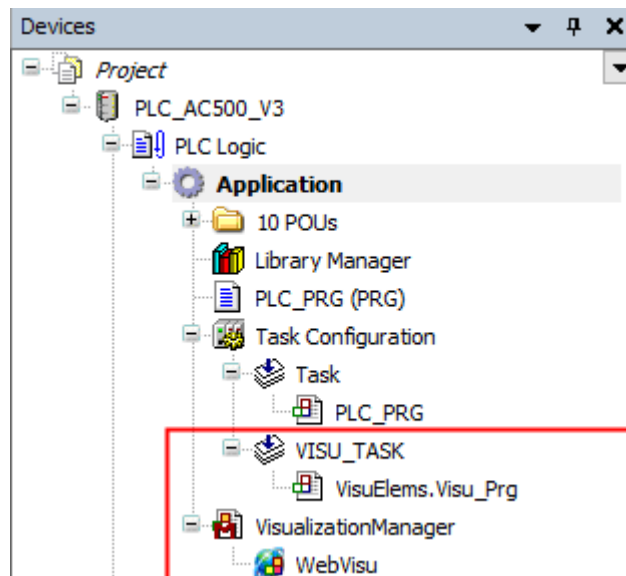 Devices
Project
PLC_AC500_V3
PLC Logic
Application
10 POUs
Library Manager
PLC_PRG (PRG)
Task Configuration
Task
PLC_PRG
VISU_TASK
VisuElems.Visu_Prg
VisualizationManager
WebVisu